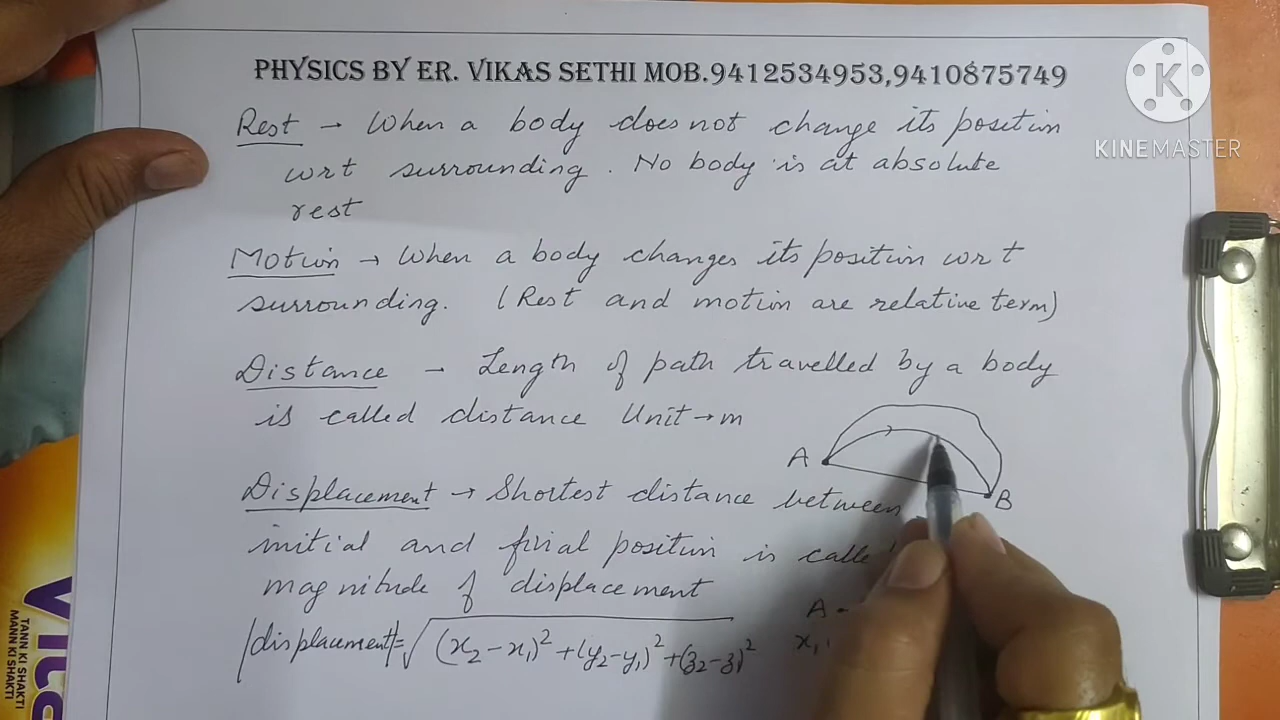 PHYSICS BY ER. VIKAS SETHI MOB.9412534953,9410875749
K
KINEMASTER
Rest → When a body does not change its position
wrt surrounding. No body is at absolute
rest
Motion → When a body changes its position wrt
surrounding. (Rest and motion are relative term)
Distance - Length of path travelled by a body
is called distance Unit → m
A
B
Displacement → Shortest distance between
initial and final position is calle
magnitude of displacement
A -
|displacement| = √(x₂-x₁)²+(y₂-y₁)²+(z₂-z₁)²
x₁
Vita
TANN KI SHAKTI
MANN KI SHAKTI